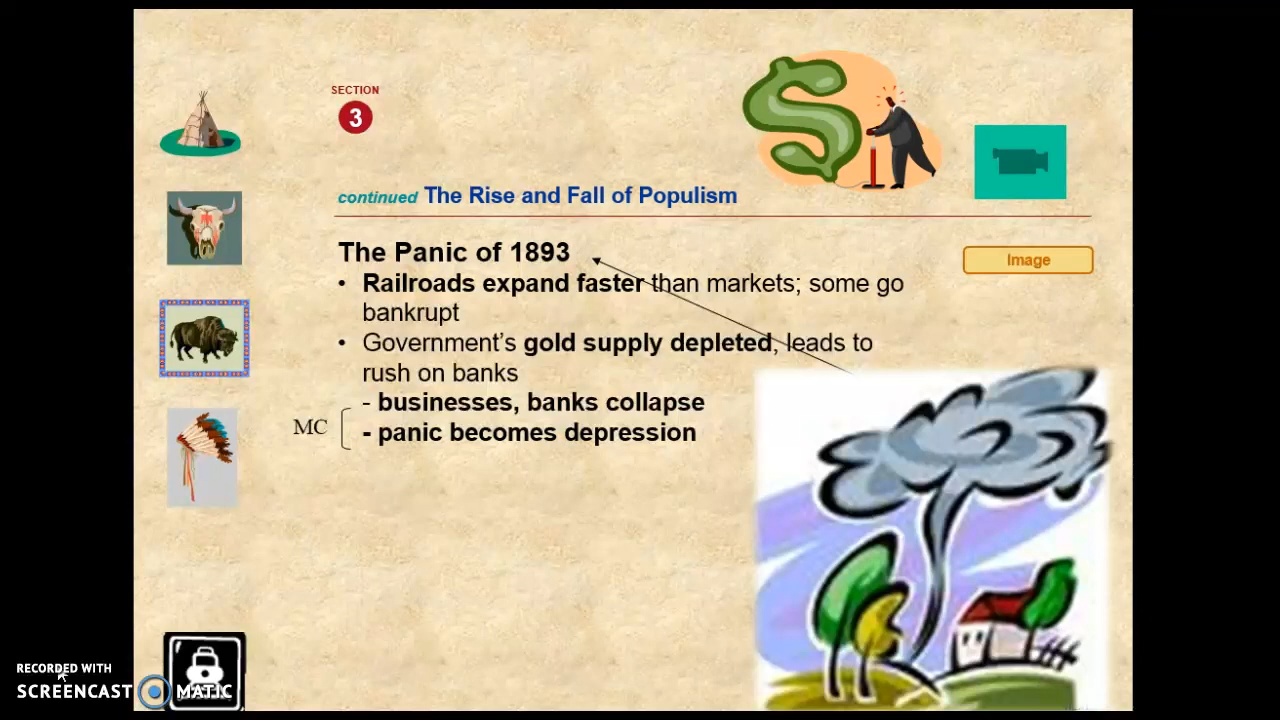 SECTION
3
continued The Rise and Fall of Populism
The Panic of 1893
Image
• Railroads expand faster than markets; some go
bankrupt
• Government's gold supply depleted, leads to
rush on banks
- businesses, banks collapse
MC
- panic becomes depression
RECORDED WITH
SCREENCAST MATIC